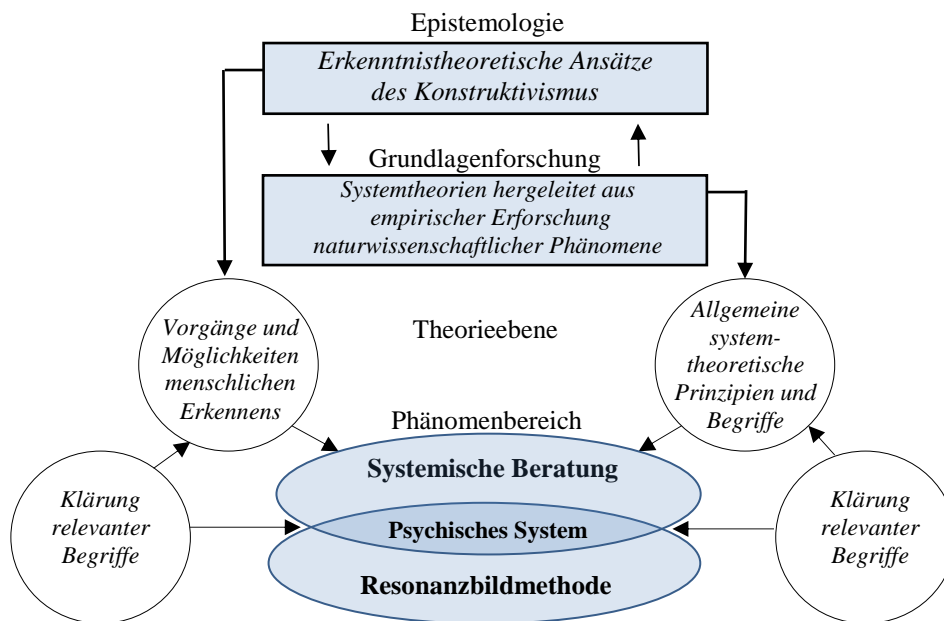 Epistemologie
Erkenntnistheoretische Ansätze
des Konstruktivismus
Grundlagenforschung
Systemtheorien hergeleitet aus
empirischer Erforschung
naturwissenschaftlicher Phänomene
Vorgänge und
Möglichkeiten
menschlichen
Erkennens
Theorieebene
Allgemeine
system-
theoretische
Prinzipien und
Begriffe
Phänomenbereich
Systemische Beratung
Klärung
relevanter
Begriffe
Psychisches System
Klärung
relevanter
Begriffe
Resonanzbildmethode